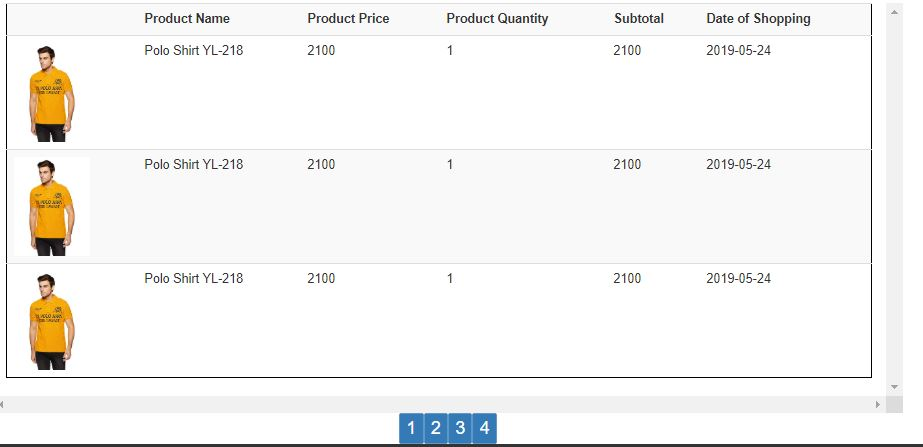 Product Name Product Price Product Quantity Subtotal Date of Shopping
Polo Shirt YL-218 2100 1 2100 2019-05-24
Polo Shirt YL-218 2100 1 2100 2019-05-24
Polo Shirt YL-218 2100 1 2100 2019-05-24
1 2 3 4